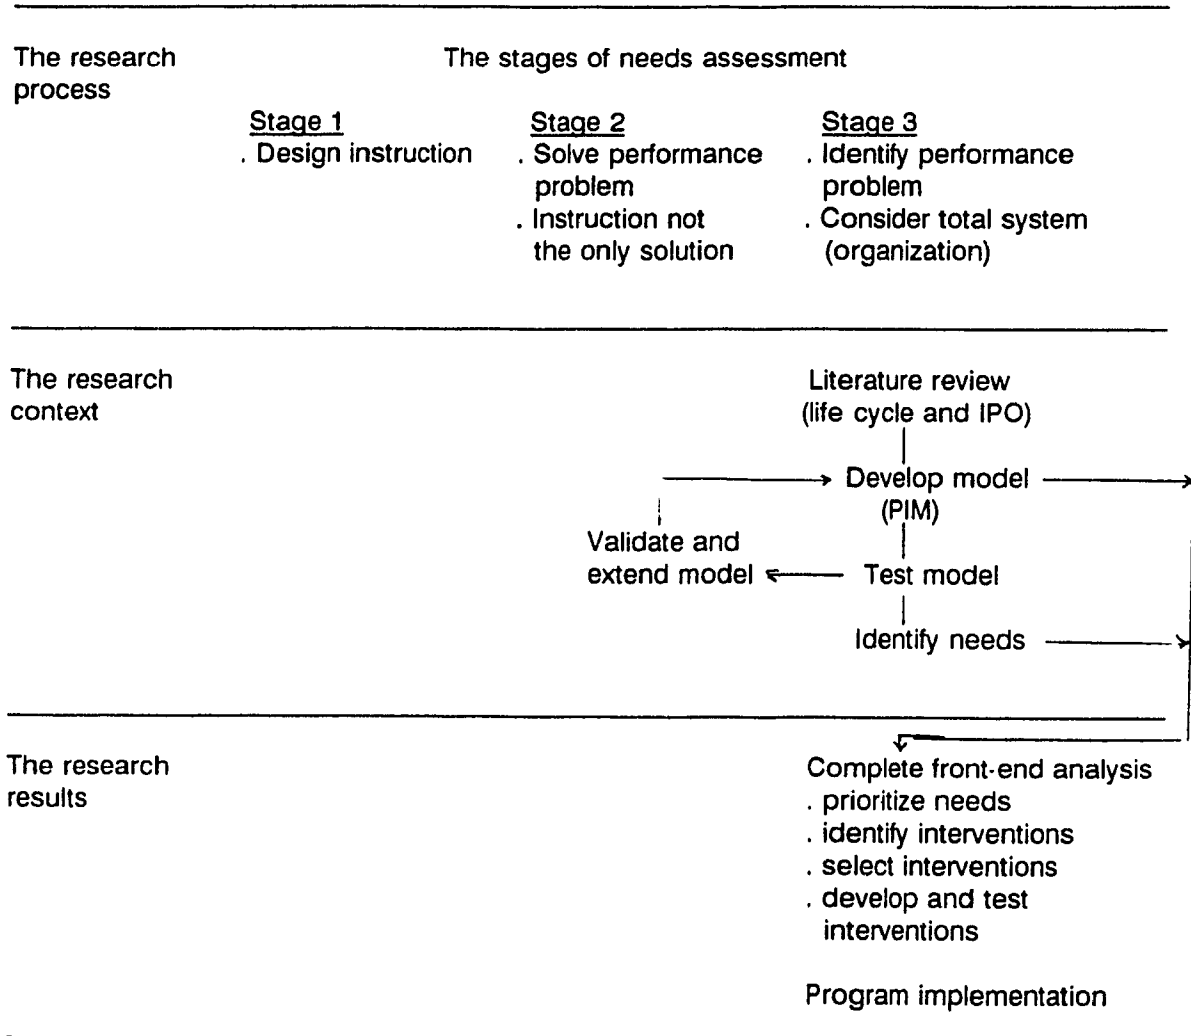 The research
process
The stages of needs assessment
Stage 1
. Design instruction
Stage 2
. Solve performance
problem
. Instruction not
the only solution
Stage 3
. Identify performance
problem
. Consider total system
(organization)
The research
context
Literature review
(life cycle and IPO)
Develop model
(PIM)
Validate and
extend model
Test model
Identify needs
The research
results
Complete front-end analysis
. prioritize needs
. identify interventions
. select interventions
. develop and test
interventions
Program implementation